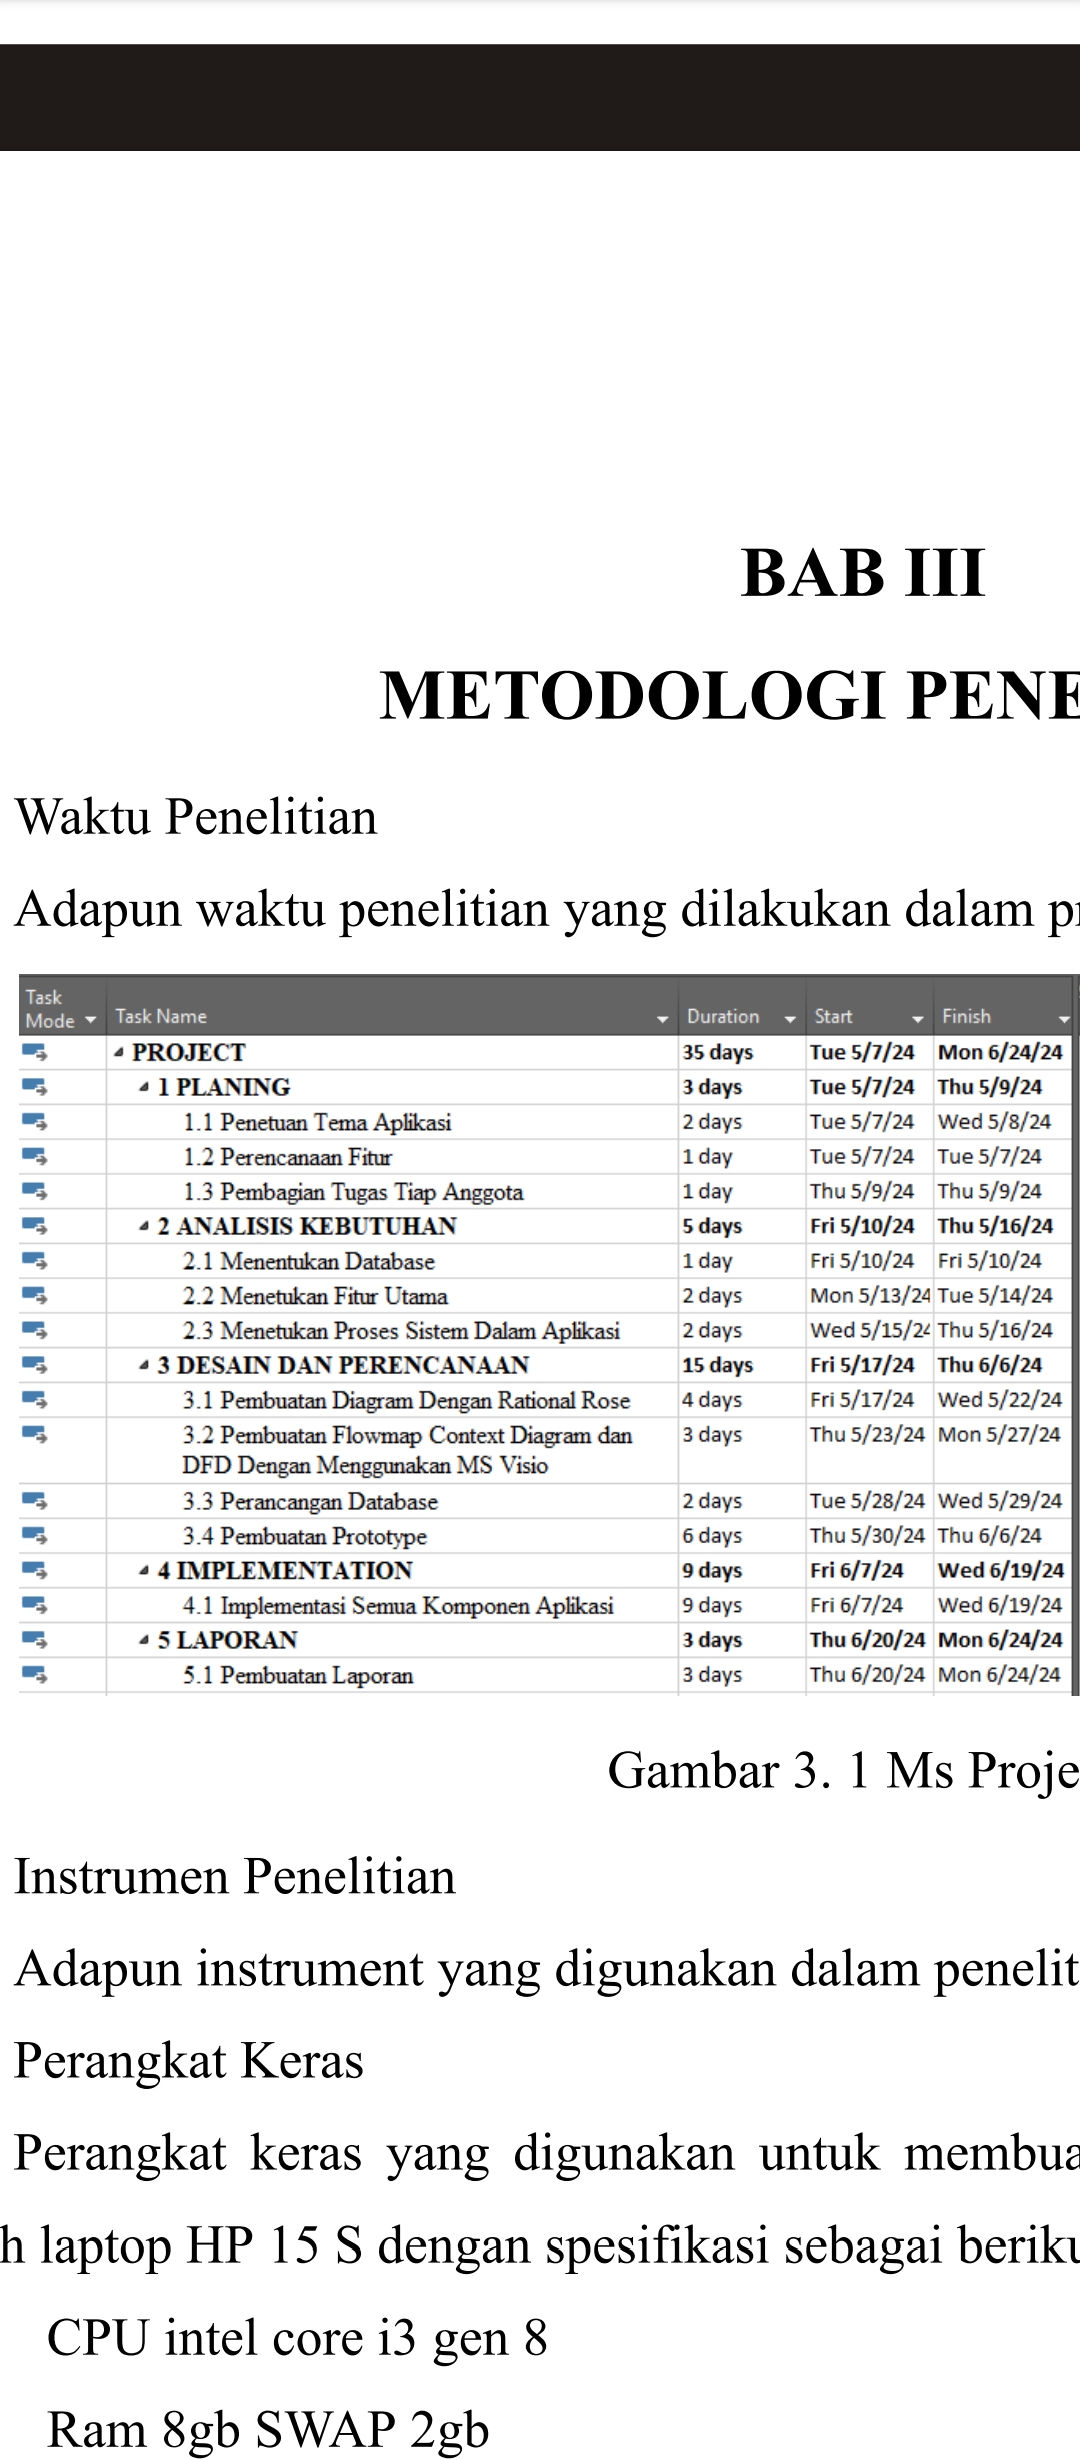 BAB III
METODOLOGI PENE
Waktu Penelitian
Adapun waktu penelitian yang dilakukan dalam
Task Mode Task Name Duration Start Finish
PROJECT 35 days Tue 5/7/24 Mon 6/24/24
1 PLANING 3 days Tue 5/7/24 Thu 5/9/24
1.1 Penetuan Tema Aplikasi 2 days Tue 5/7/24 Wed 5/8/24
1.2 Perencanaan Fitur 1 day Tue 5/7/24 Tue 5/7/24
1.3 Pembagian Tugas Tiap Anggota 1 day Thu 5/9/24 Thu 5/9/24
2 ANALISIS KEBUTUHAN 5 days Fri 5/10/24 Thu 5/16/24
2.1 Menentukan Database 1 day Fri 5/10/24 Fri 5/10/24
2.2 Menetukan Fitur Utama 2 days Mon 5/13/24 Tue 5/14/24
2.3 Menetukan Proses Sistem Dalam Aplikasi 2 days Wed 5/15/24 Thu 5/16/24
3 DESAIN DAN PERENCANAAN 15 days Fri 5/17/24 Thu 6/6/24
3.1 Pembuatan Diagram Dengan Rational Rose 4 days Fri 5/17/24 Wed 5/22/24
3.2 Pembuatan Flowmap Context Diagram dan 3 days Thu 5/23/24 Mon 5/27/24
DFD Dengan Menggunakan MS Visio
3.3 Perancangan Database 2 days Tue 5/28/24 Wed 5/29/24
3.4 Pembuatan Prototype 6 days Thu 5/30/24 Thu 6/6/24
4 IMPLEMENTATION 9 days Fri 6/7/24 Wed 6/19/24
4.1 Implementasi Semua Komponen Aplikasi 9 days Fri 6/7/24 Wed 6/19/24
5 LAPORAN 3 days Thu 6/20/24 Mon 6/24/24
5.1 Pembuatan Laporan 3 days Thu 6/20/24 Mon 6/24/24
Gambar 3. 1 Ms Proje
Instrumen Penelitian
Adapun instrument yang digunakan dalam penelit
Perangkat Keras
Perangkat keras yang digunakan untuk membua
h laptop HP 15 S dengan spesifikasi sebagai beriku
CPU intel core i3 gen 8
Ram 8gb SWAP 2gb